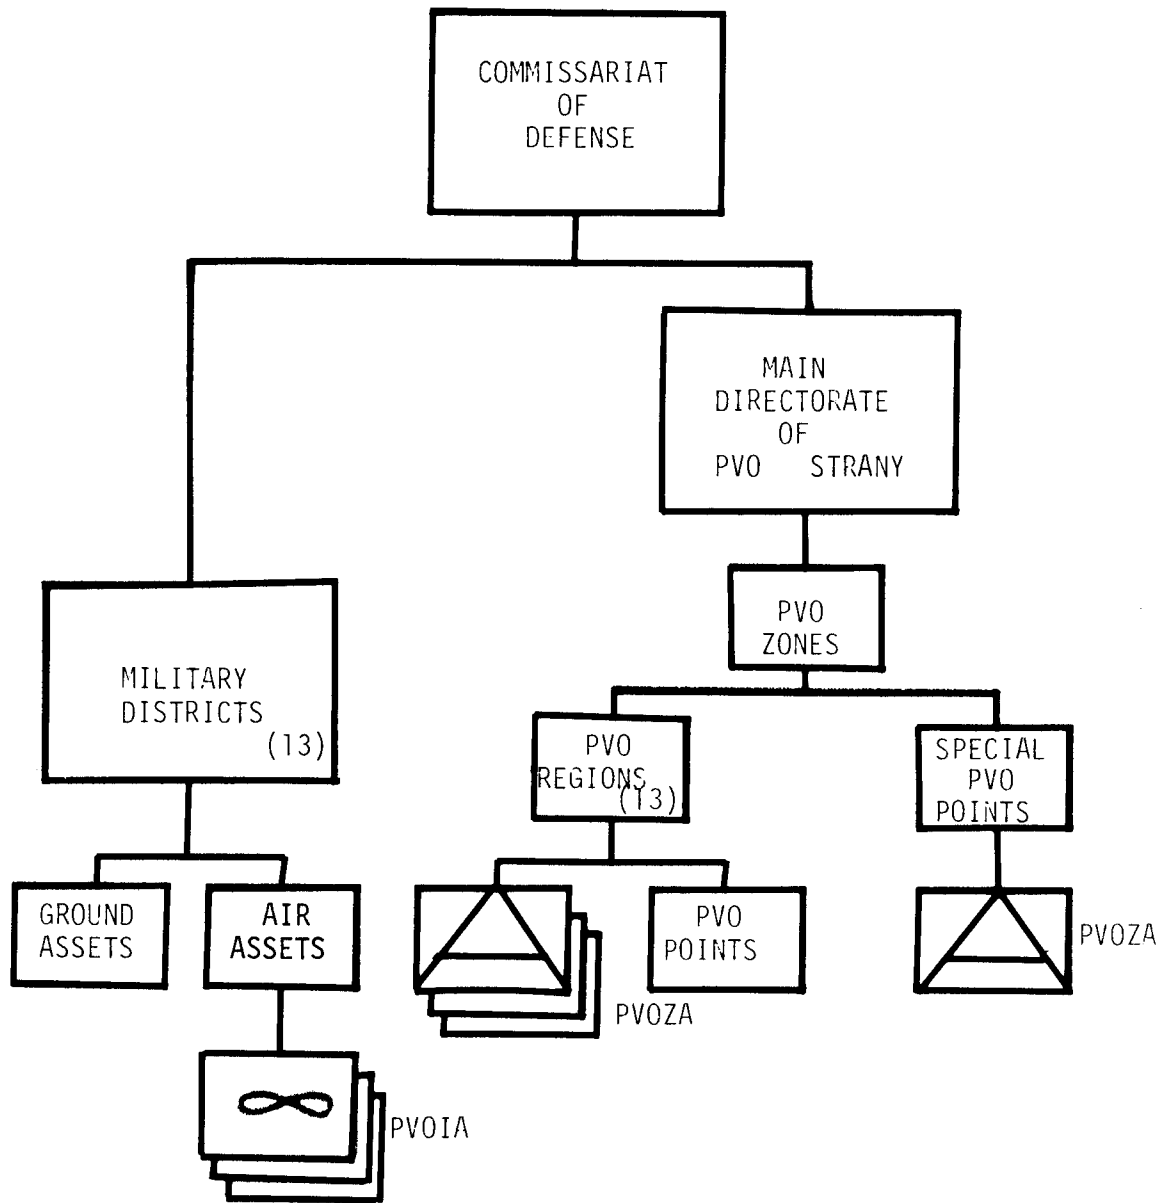 COMMISSARIAT
OF
DEFENSE
MAIN
DIRECTORATE
OF
PVO STRANY
PVO
ZONES
MILITARY
DISTRICTS
(13)
PVO
REGIONS
(13)
SPECIAL
PVO
POINTS
GROUND
ASSETS
AIR
ASSETS
PVO
POINTS
PVOZA
PVOZA
PVOIA